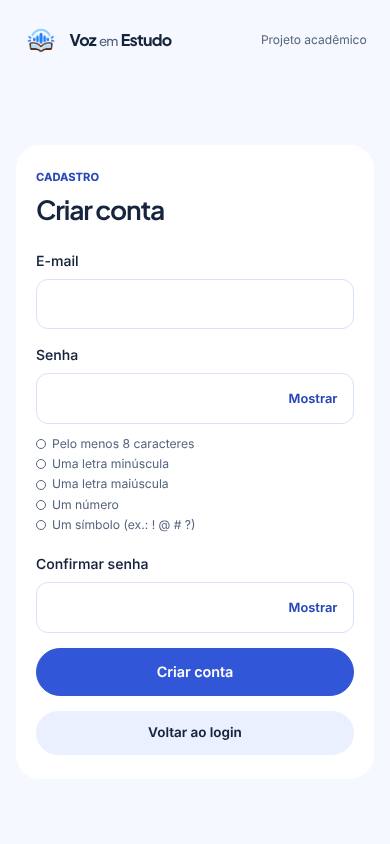 Voz em Estudo
Projeto acadêmico
CADASTRO
Criar conta
E-mail
Senha
Mostrar
Pelo menos 8 caracteres
Uma letra minúscula
Uma letra maiúscula
Um número
Um símbolo (ex.: ! @ # ?)
Confirmar senha
Mostrar
Criar conta
Voltar ao login